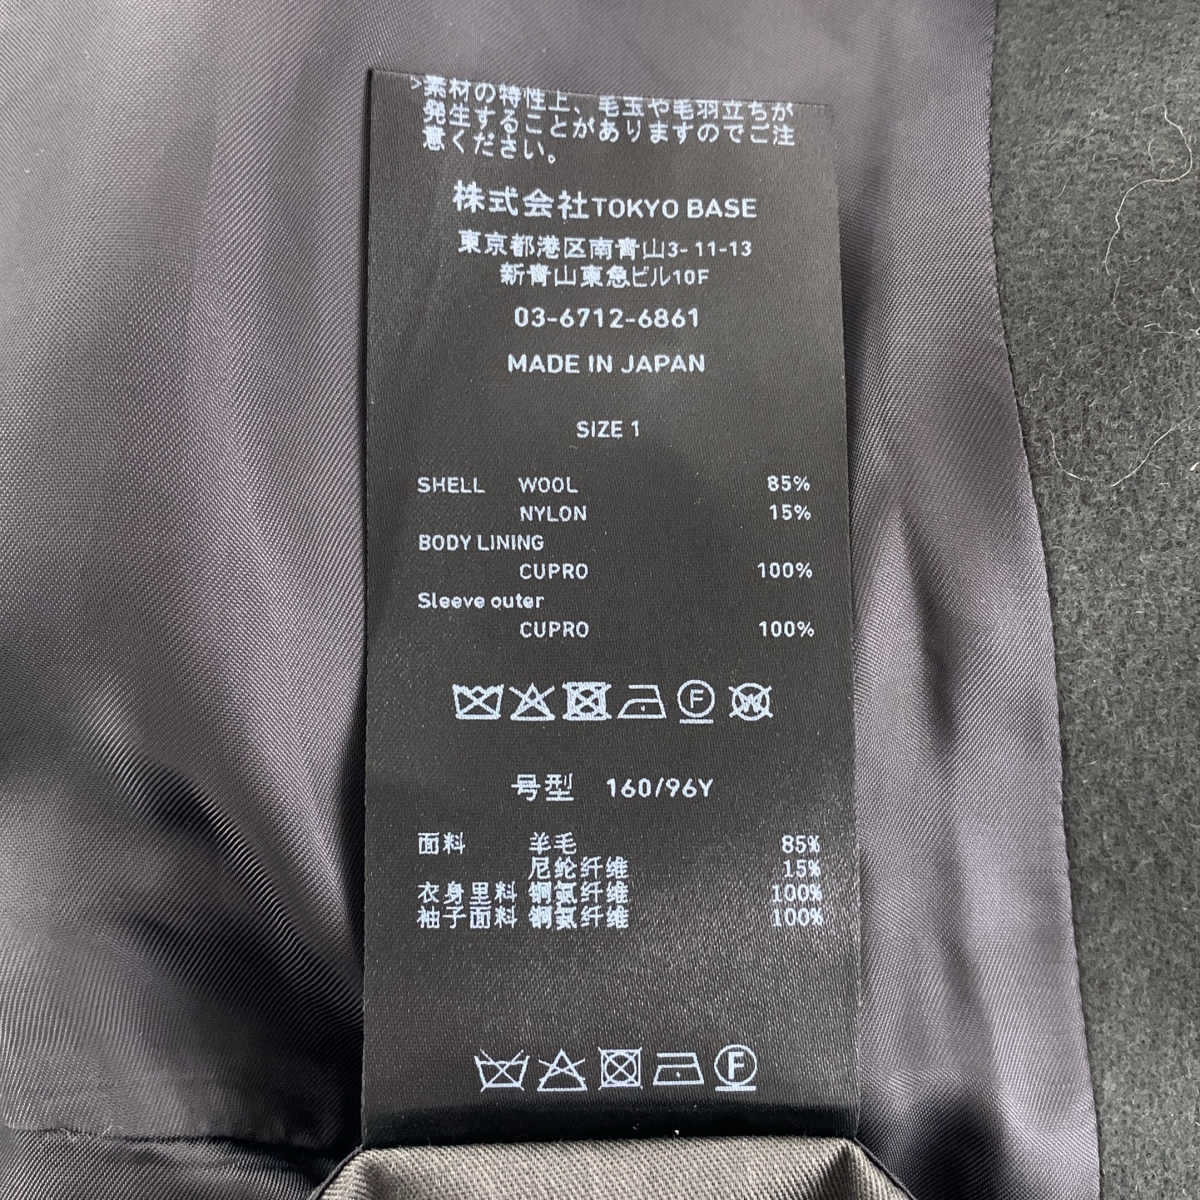 >素材の特性上、毛玉や毛羽立ちが
発生することがありますのでご注
意ください。
株式会社TOKYO BASE
東京都港区南青山3-11-13
新青山東急ビル10F
03-6712-6861
MADE IN JAPAN
SIZE 1
SHELL WOOL 85%
NYLON 15%
BODY LINING
CUPRO 100%
Sleeve outer
CUPRO 100%
F W
号型 160/96Y
面料 羊毛 85%
尼纶纤维 15%
衣身里料 铜氨纤维 100%
袖子面料 铜氨纤维 100%
F